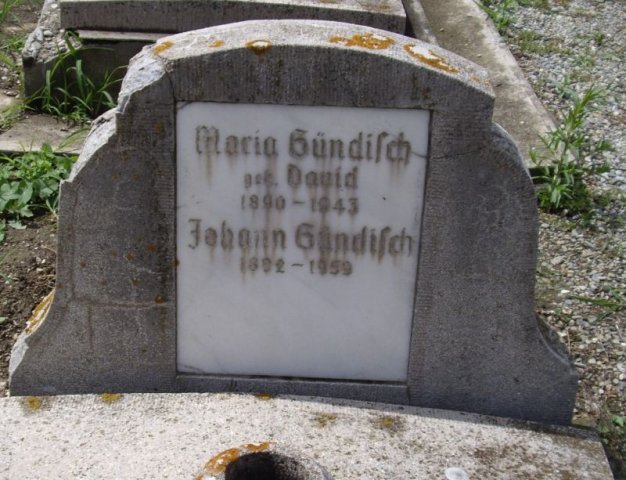 Maria Gündiſch
geb. David
1890 - 1943
Johann Gündiſch
1892 - 1959